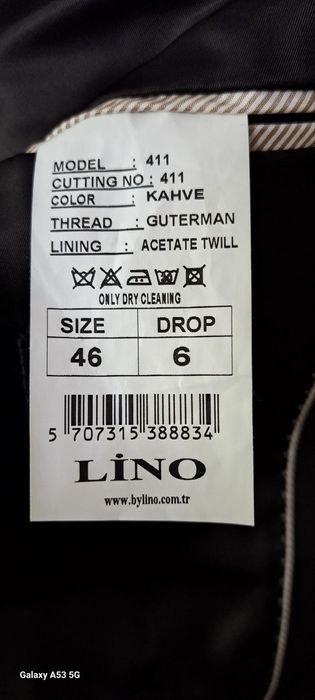 MODEL : 411
CUTTING NO : 411
COLOR : KAHVE
THREAD : GUTERMAN
LINING : ACETATE TWILL
ONLY DRY CLEANING
SIZE DROP
46 6
5 707315 388834
LİNO
www.bylino.com.tr
Galaxy A53 5G